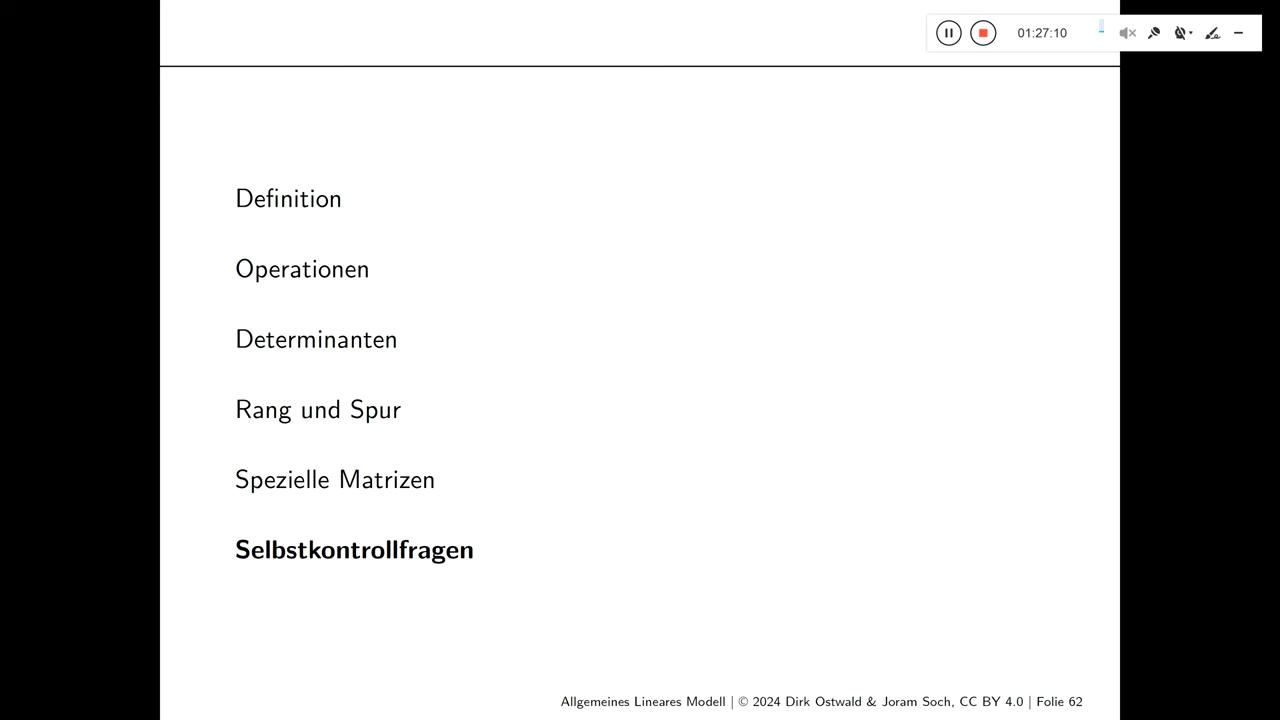 01:27:10
Definition
Operationen
Determinanten
Rang und Spur
Spezielle Matrizen
Selbstkontrollfragen
Allgemeines Lineares Modell | © 2024 Dirk Ostwald & Joram Soch, CC BY 4.0 | Folie 62